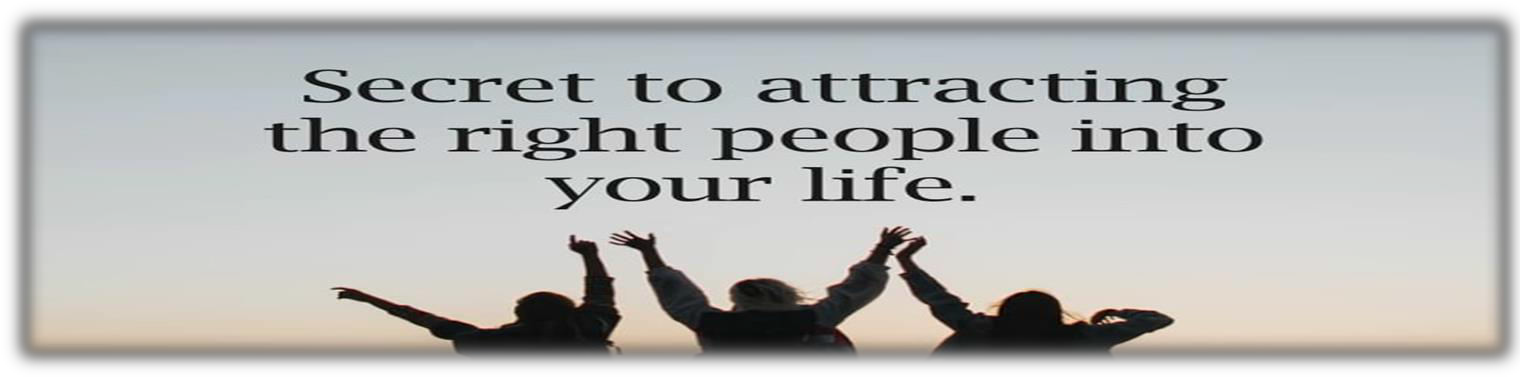 Secret to attracting
the right people into
your life.